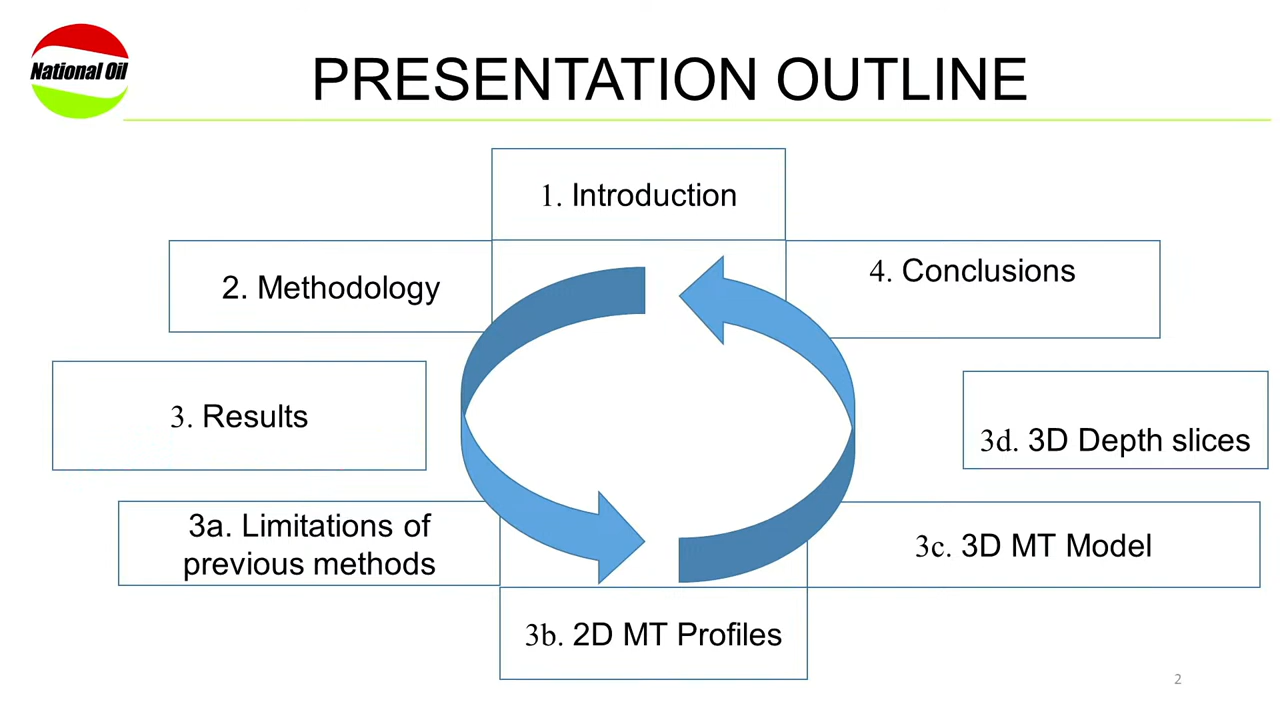 National Oil
PRESENTATION OUTLINE
1. Introduction
2. Methodology
3. Results
3a. Limitations of
previous methods
3b. 2D MT Profiles
3c. 3D MT Model
3d. 3D Depth slices
4. Conclusions
2